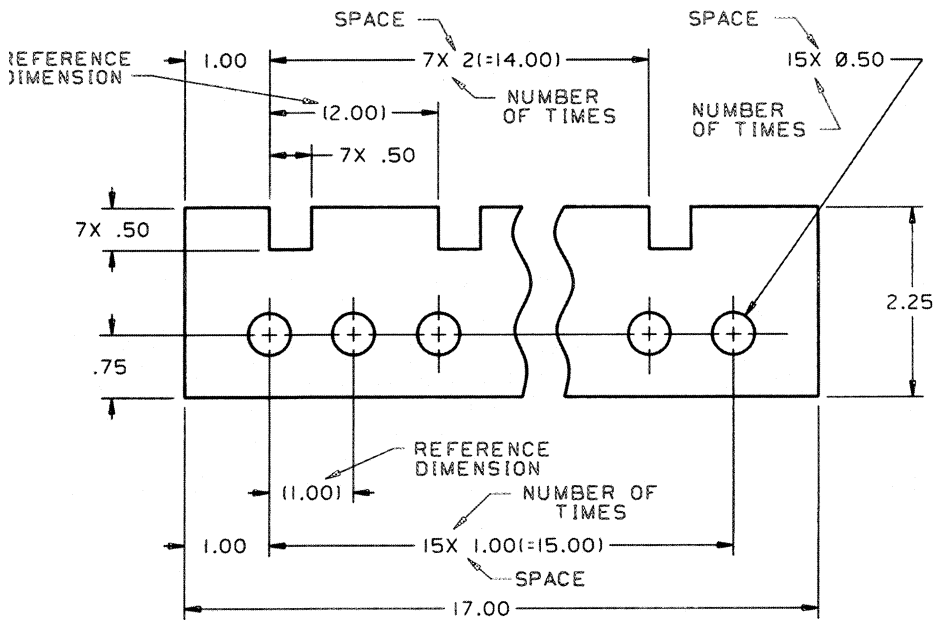 SPACE
SPACE
REFERENCE
DIMENSION
1.00
7X 2(=14.00)
15X Ø.50
(2.00)
NUMBER
OF TIMES
NUMBER
OF TIMES
7X .50
7X .50
2.25
.75
REFERENCE
DIMENSION
(1.00)
NUMBER OF
TIMES
1.00
15X 1.00(=15.00)
SPACE
17.00